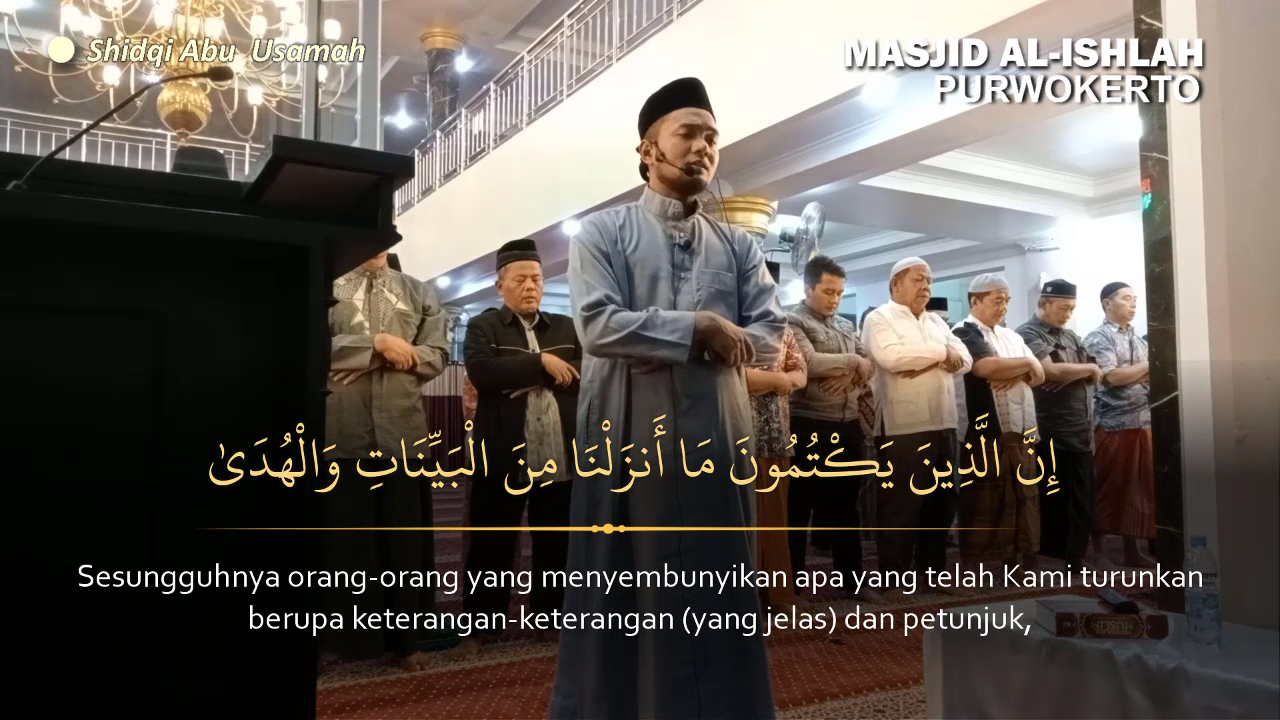 Shidqi Abu Usamah
MASJID AL-ISHLAH
PURWOKERTO
إِنَّ الَّذِينَ يَكْتُمُونَ مَا أَنزَلْنَا مِنَ الْبَيِّنَاتِ وَالْهُدَىٰ
Sesungguhnya orang-orang yang menyembunyikan apa yang telah Kami turunkan
berupa keterangan-keterangan (yang jelas) dan petunjuk,
MUSLIM